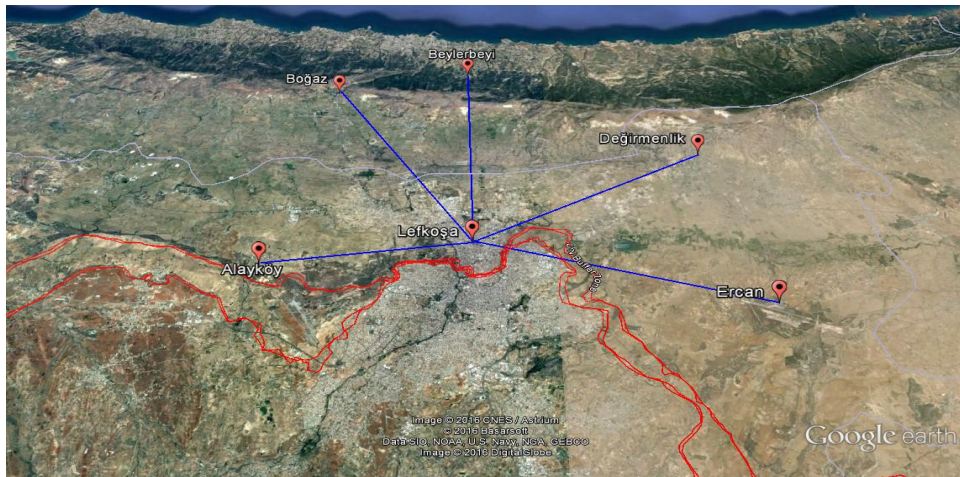 Beylerbeyi
Boğaz
Değirmenlik
Lefkoşa
Alayköy
Ercan
Image © 2016 CNES / Astrium
© 2016 Basarsoft
Data SIO, NOAA, U.S. Navy, NGA, GEBCO
Image © 2016 DigitalGlobe
Google earth